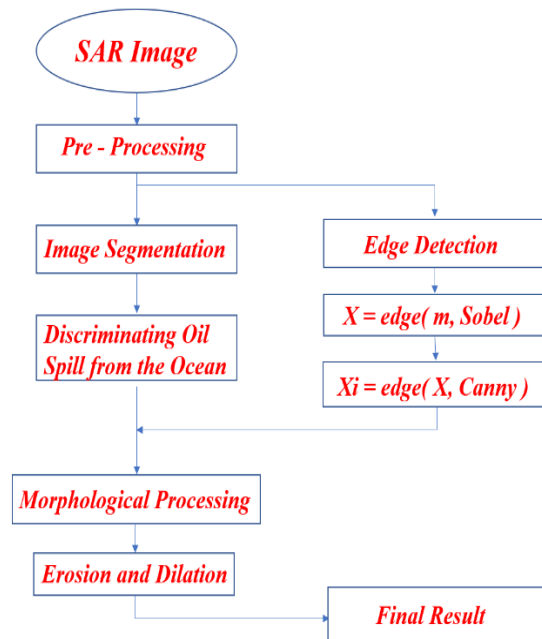 SAR Image
Pre - Processing
Image Segmentation
Edge Detection
X = edge( m, Sobel )
Discriminating Oil
Spill from the Ocean
Xi = edge( X, Canny )
Morphological Processing
Erosion and Dilation
Final Result